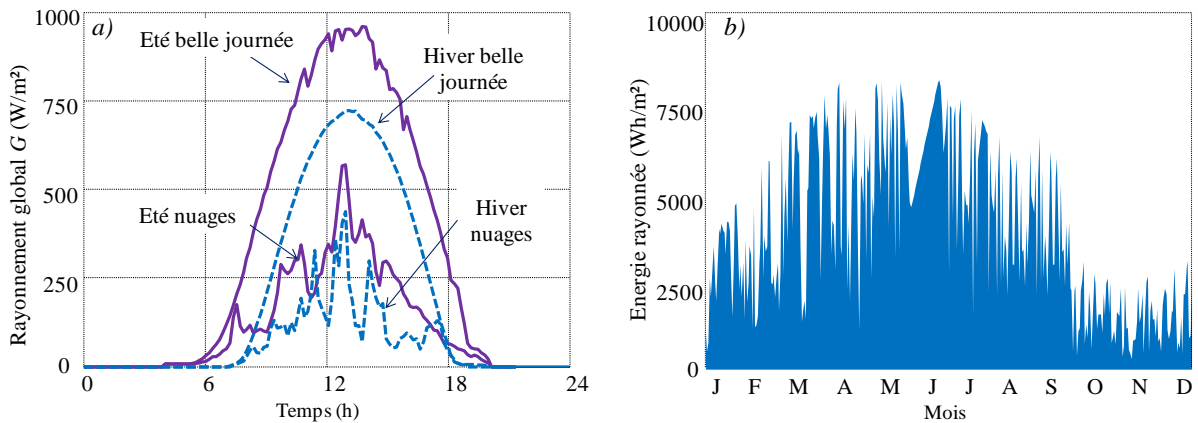 a)
Rayonnement global G (W/m²)
1000
750
500
250
0
Eté belle journée
Hiver belle
journée
Eté nuages
Hiver
nuages
0 6 12 18 24
Temps (h)
b)
Energie rayonnée (Wh/m²)
10000
7500
5000
2500
0
J F M A M J J A S O N D
Mois